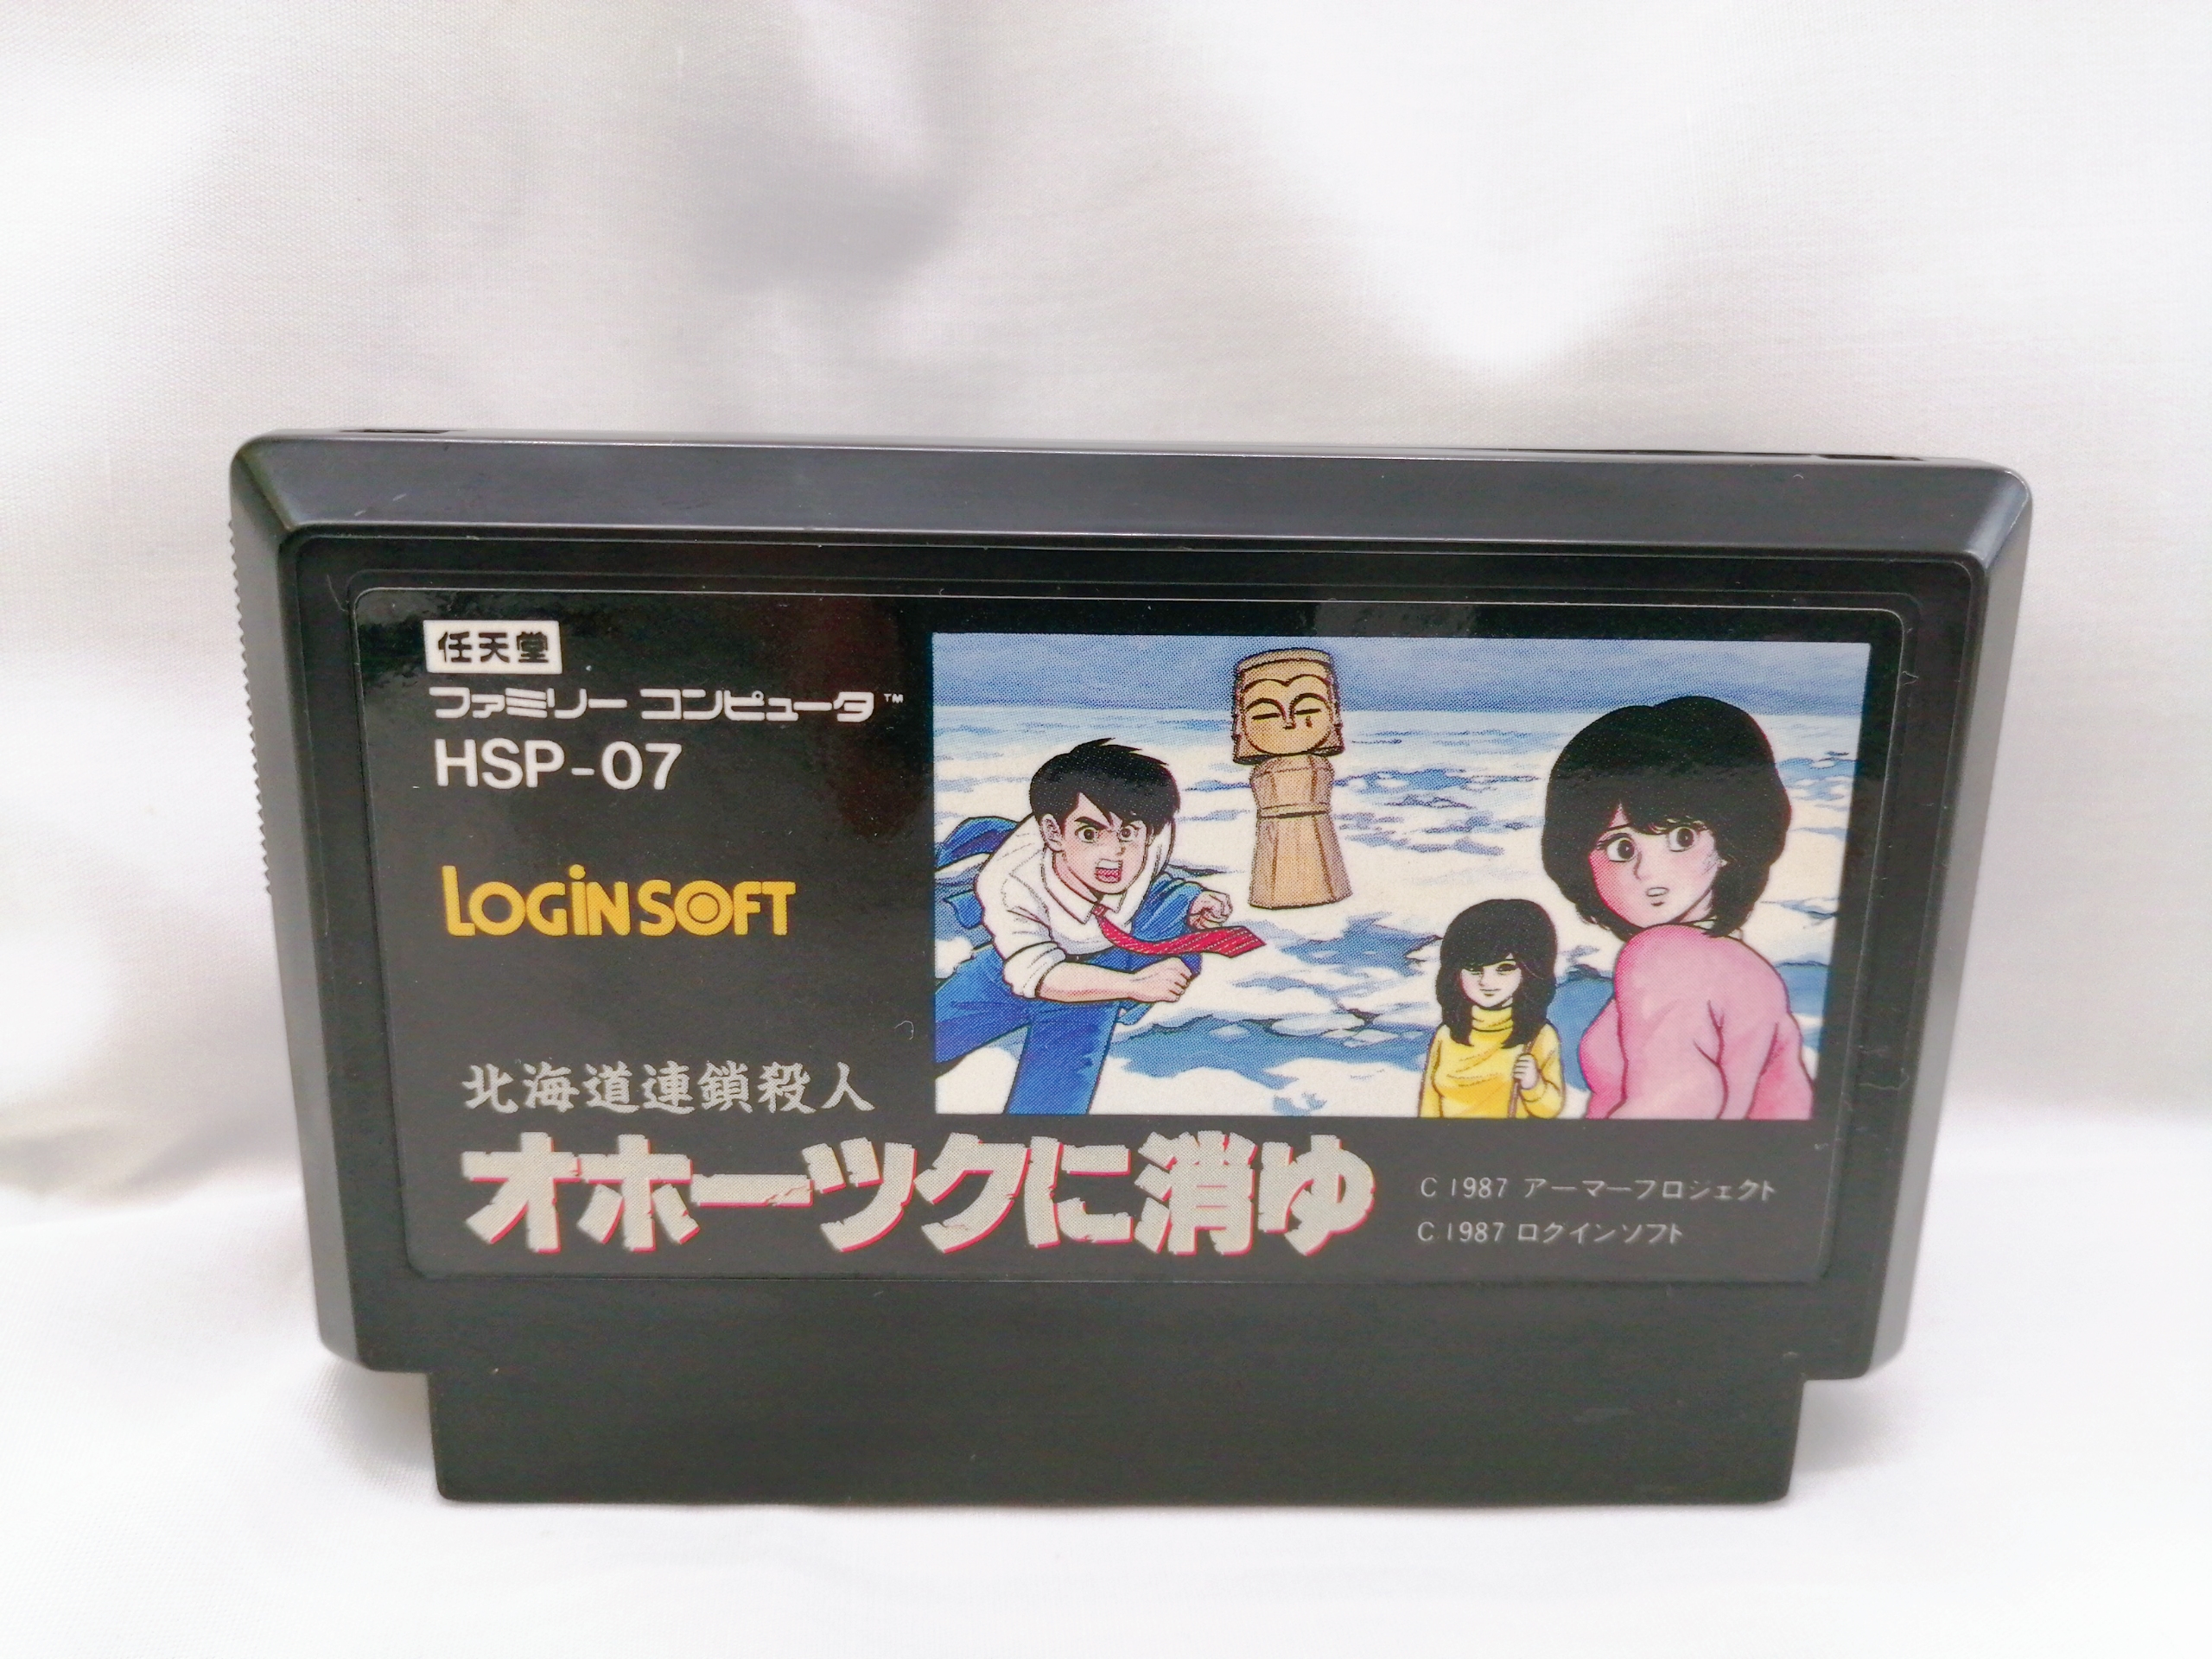 任天堂
ファミリー コンピュータ™
HSP-07
LOGiN SOFT
北海道連鎖殺人
オホーツクに消ゆ
C 1987 アーマープロジェクト
C 1987 ログインソフト